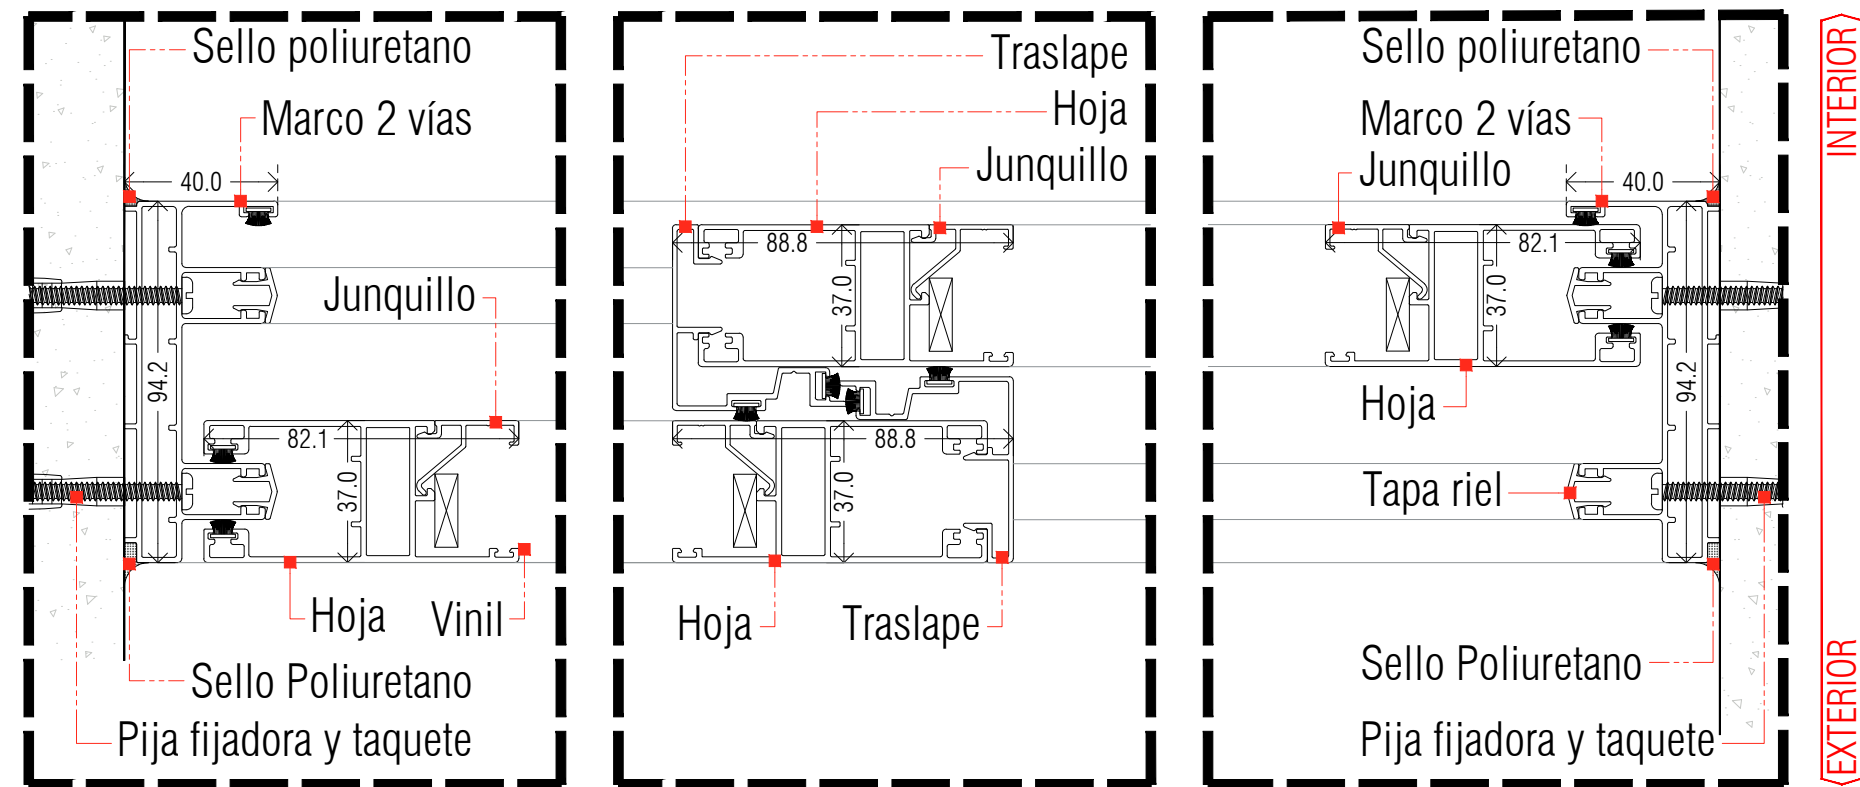 Sello poliuretano
Marco 2 vías
40.0
Junquillo
94.2
82.1
37.0
Hoja
Vinil
Sello Poliuretano
Pija fijadora y taquete
Traslape
Hoja
Junquillo
88.8
37.0
88.8
37.0
Hoja
Traslape
Sello poliuretano
Marco 2 vías
Junquillo
40.0
82.1
37.0
94.2
Hoja
Tapa riel
Sello Poliuretano
Pija fijadora y taquete
INTERIOR
EXTERIOR